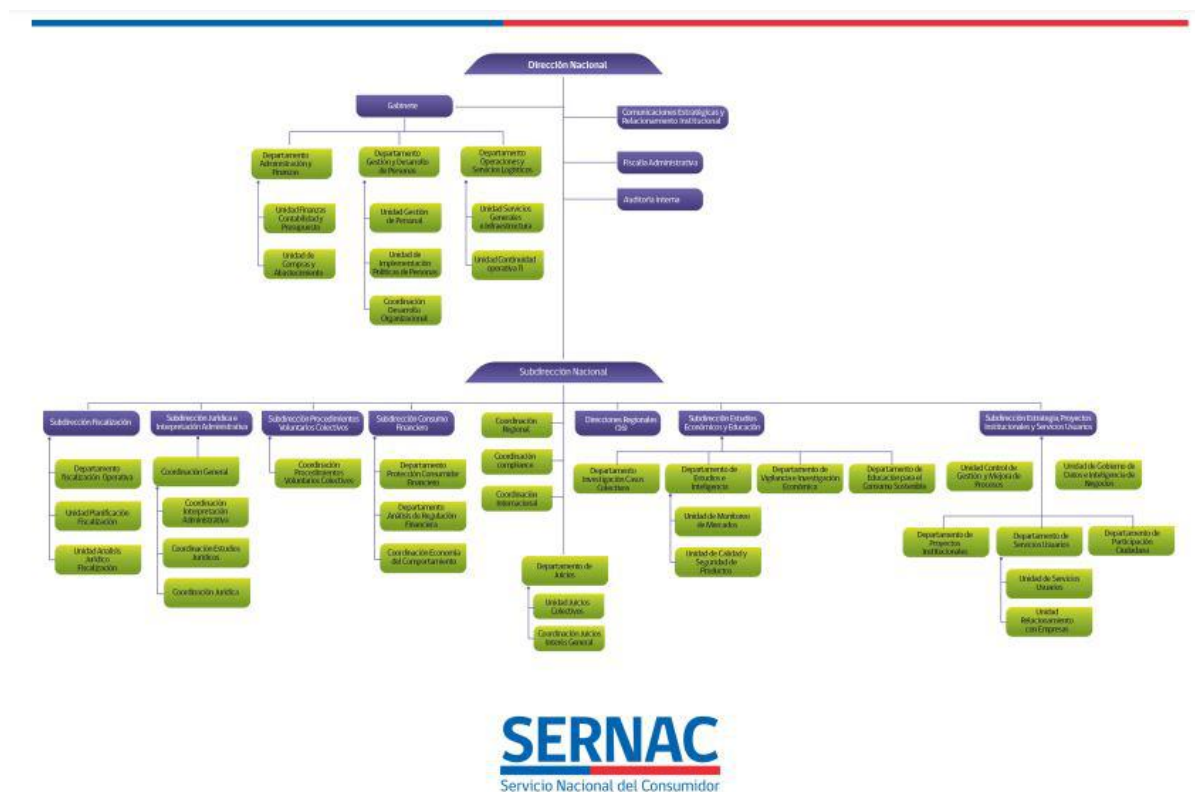 Dirección Nacional
Gabinete
Comunicaciones Estratégicas y
Relacionamiento Institucional
Fiscalía Administrativa
Auditoría Interna
Departamento
Administración y
Finanzas
Departamento
Gestión y Desarrollo
de Personas
Departamento
Operaciones y
Servicios Logísticos
Unidad Finanzas
Contabilidad y
Presupuesto
Unidad de
Compras y
Abastecimiento
Unidad Gestión
de Personal
Unidad de
Implementación
Políticas de Personas
Coordinación
Desarrollo
Organizacional
Unidad Servicios
Generales
e Infraestructura
Unidad Continuidad
operativa TI
Subdirección Nacional
Subdirección Fiscalización
Departamento
Fiscalización Operativa
Unidad Planificación
Fiscalización
Unidad Analísis
Jurídico
Fiscalización
Subdirección Jurídica e
Interpretación Administrativa
Coordinación General
Coordinación
Interpretación
Administrativa
Coordinación Estudios
Jurídicos
Coordinación Jurídica
Subdirección Procedimientos
Voluntarios Colectivos
Coordinación
Procedimientos
Voluntarios Colectivos
Subdirección Consumo
Financiero
Departamento
Protección Consumidor
Financiero
Departamento
Análisis de Regulación
Financiera
Coordinación Economía
del Comportamiento
Coordinación
Regional
Coordinación
compliance
Coordinación
Internacional
Departamento de
Juicios
Unidad Juicios
Colectivos
Coordinación Juicios
Interés General
Direcciones Regionales
(16)
Subdirección Estudios
Económicos y Educación
Departamento
Investigación Casos
Colectivos
Departamento de
Estudios e
Inteligencia
Departamento de
Vigilancia e Investigación
Económica
Departamento de
Educación para el
Consumo Sostenible
Unidad de Monitoreo
de Mercados
Unidad de Calidad y
Seguridad de
Productos
Subdirección Estrategia, Proyectos
Institucionales y Servicios Usuarios
Unidad Control de
Gestión y Mejora de
Procesos
Unidad de Gobierno de
Datos e Inteligencia de
Negocios
Departamento de
Proyectos
Institucionales
Departamento de
Servicios Usuarios
Departamento de
Participación
Ciudadana
Unidad de Servicios
Usuarios
Unidad
Relacionamiento
con Empresas
SERNAC
Servicio Nacional del Consumidor